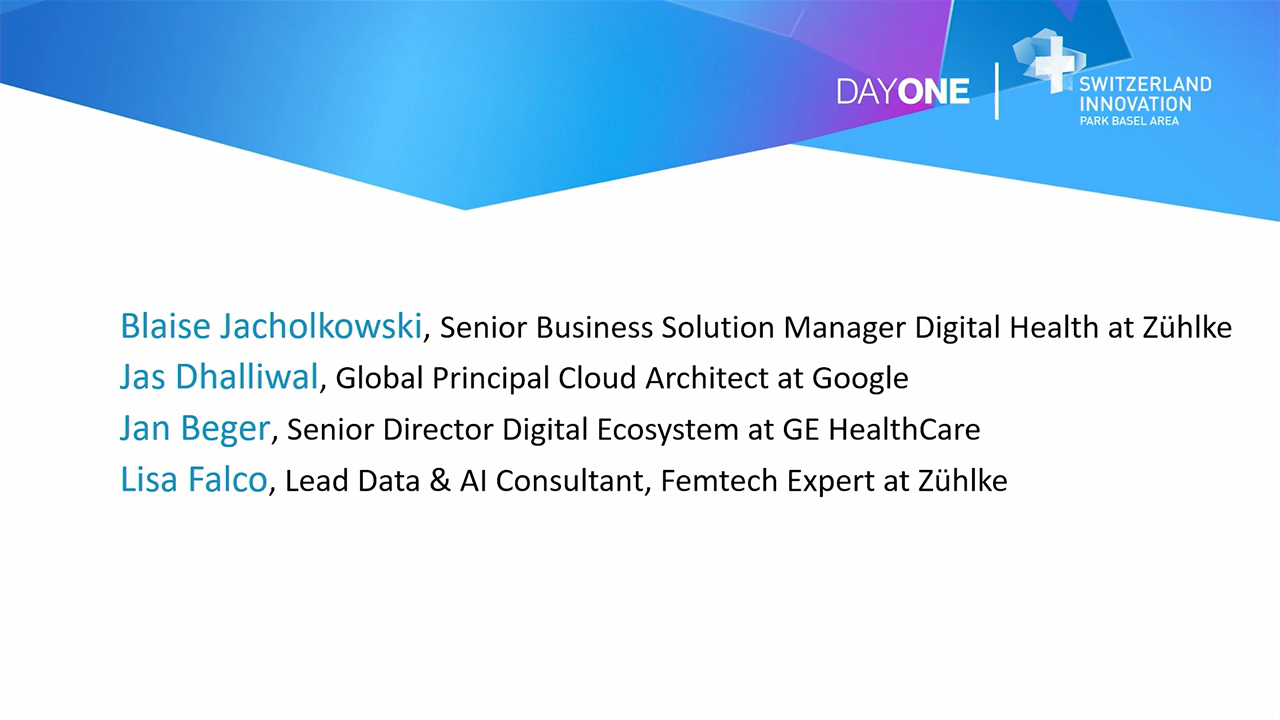 DAYONE
SWITZERLAND
INNOVATION
PARK BASEL AREA
Blaise Jacholkowski, Senior Business Solution Manager Digital Health at Zühlke
Jas Dhalliwal, Global Principal Cloud Architect at Google
Jan Beger, Senior Director Digital Ecosystem at GE HealthCare
Lisa Falco, Lead Data & AI Consultant, Femtech Expert at Zühlke